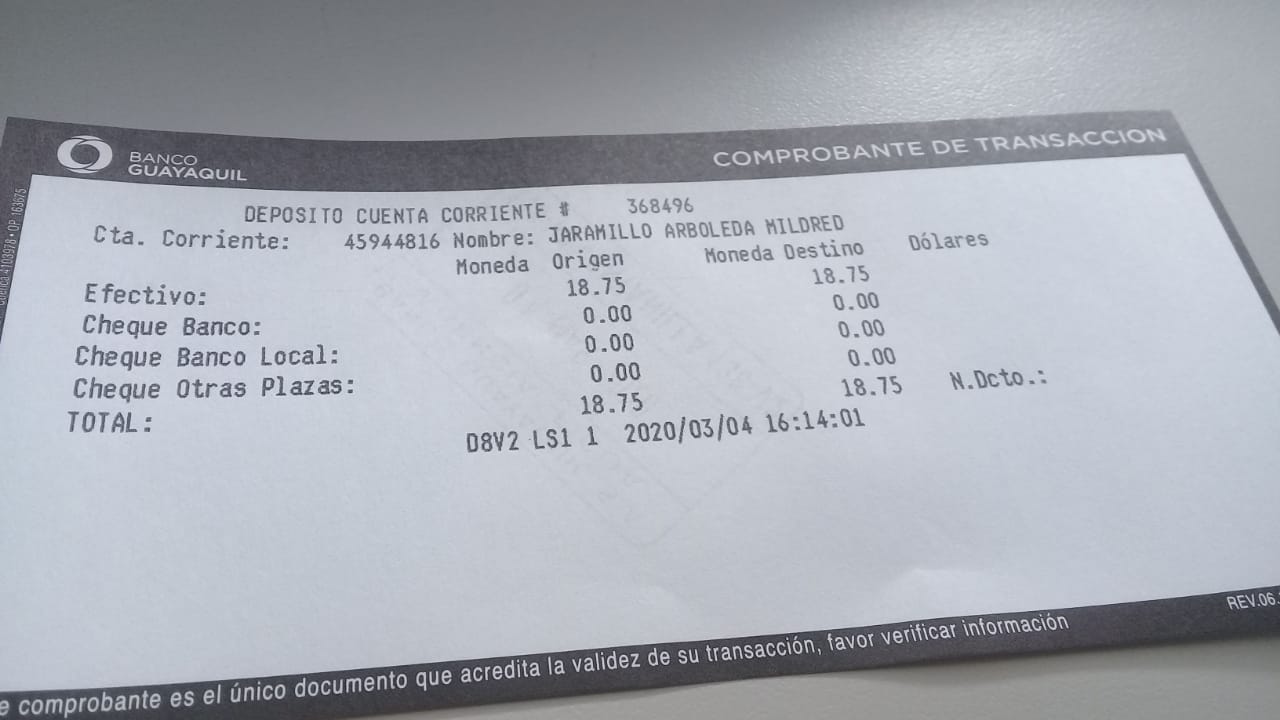 BANCO
GUAYAQUIL
COMPROBANTE DE TRANSACCION
DEPOSITO CUENTA CORRIENTE # 368496
Cta. Corriente: 45944816 Nombre: JARAMILLO ARBOLEDA MILDRED
Moneda Origen Moneda Destino Dólares
Efectivo: 18.75 18.75
Cheque Banco: 0.00 0.00
Cheque Banco Local: 0.00 0.00
Cheque Otras Plazas: 0.00 0.00
TOTAL: 18.75 18.75 N.Dcto.:
D8V2 LS1 1 2020/03/04 16:14:01
comprobante es el único documento que acredita la validez de su transacción, favor verificar información
REV.06.
4103978 • OP. 163675